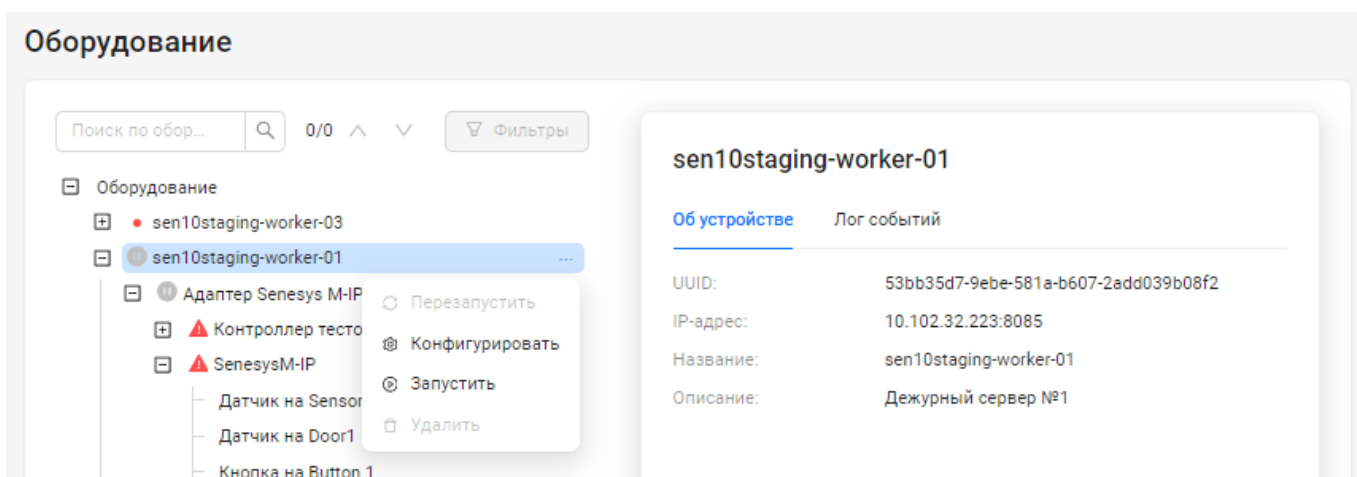 Оборудование
Поиск по обор...
0/0
Фильтры
Оборудование
sen10staging-worker-03
sen10staging-worker-01
...
Адаптер Senesys M-IP
Контроллер тесто
SenesysM-IP
Датчик на Sensor
Датчик на Door1
Кнопка на Button 1
Перезапустить
Конфигурировать
Запустить
Удалить
sen10staging-worker-01
Об устройстве Лог событий
UUID: 53bb35d7-9ebe-581a-b607-2add039b08f2
IP-адрес: 10.102.32.223:8085
Название: sen10staging-worker-01
Описание: Дежурный сервер №1